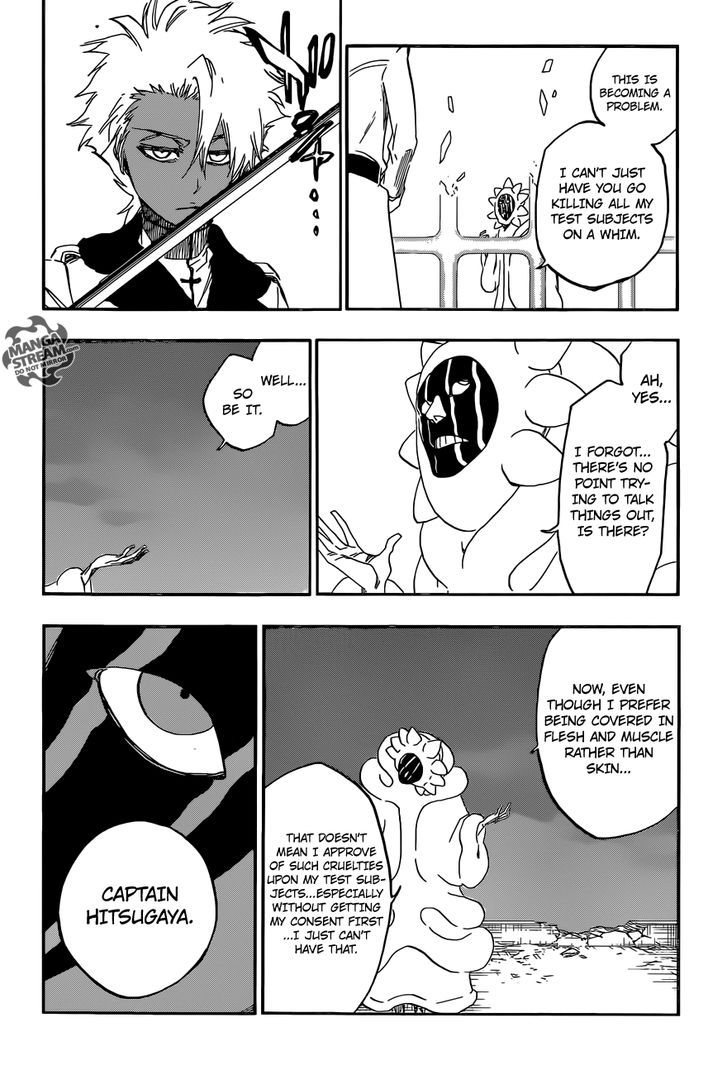 THIS IS
BECOMING A
PROBLEM.
I CAN'T JUST
HAVE YOU GO
KILLING ALL MY
TEST SUBJECTS
ON A WHIM.
AH,
YES...
I FORGOT...
THERE'S NO
POINT TRY-
ING TO TALK
THINGS OUT,
IS THERE?
WELL...
SO
BE IT.
MANGA
STREAM.com
DO NOT MIRROR!
NOW, EVEN
THOUGH I PREFER
BEING COVERED IN
FLESH AND MUSCLE
RATHER THAN
SKIN...
THAT DOESN'T
MEAN I APPROVE
OF SUCH CRUELTIES
UPON MY TEST SUB-
JECTS...ESPECIALLY
WITHOUT GETTING
MY CONSENT FIRST
...I JUST CAN'T
HAVE THAT.
CAPTAIN
HITSUGAYA.